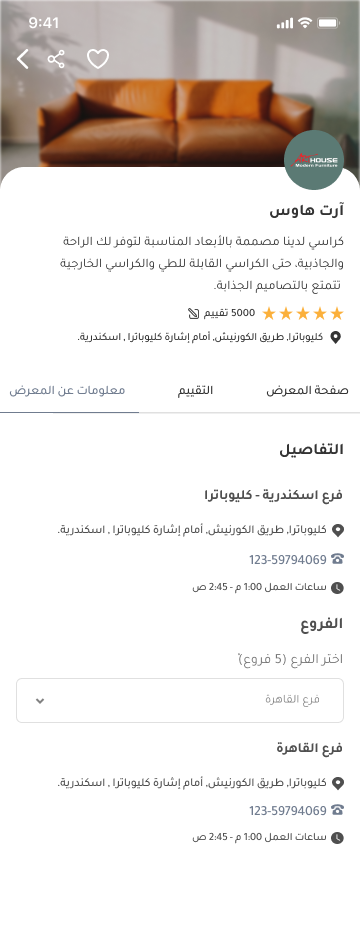 9:41
Art HOUSE
Modern Furniture
آرت هاوس
كراسي لدينا مصممة بالأبعاد المناسبة لتوفر لك الراحة
والجاذبية، حتى الكراسي القابلة للطي والكراسي الخارجية
تتمتع بالتصاميم الجذابة.
5000 تقييم
كليوباترا, طريق الكورنيش, أمام إشارة كليوباترا , اسكندرية.
صفحة المعرض
التقييم
معلومات عن المعرض
التفاصيل
فرع اسكندرية - كليوباترا
كليوباترا, طريق الكورنيش, أمام إشارة كليوباترا , اسكندرية.
123-59794069
ساعات العمل 1:00 م - 2:45 ص
الفروع
اختر الفرع (5 فروع)ّ
فرع القاهرة
فرع القاهرة
كليوباترا, طريق الكورنيش, أمام إشارة كليوباترا , اسكندرية.
123-59794069
ساعات العمل 1:00 م - 2:45 ص